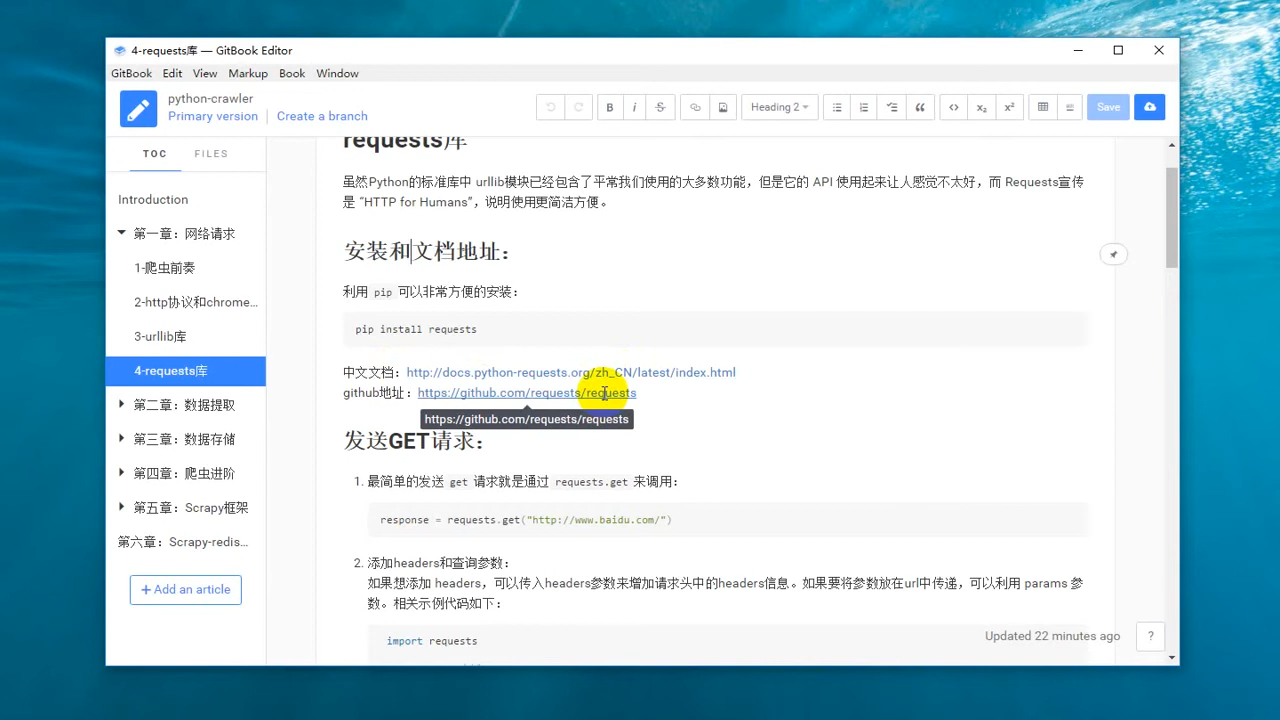 4-requests库 — GitBook Editor
GitBook Edit View Markup Book Window
python-crawler
Primary version Create a branch
B i S Heading 2 Save
TOC FILES
Introduction
第一章：网络请求
1-爬虫前奏
2-http协议和chrome...
3-urllib库
4-requests库
第二章：数据提取
第三章：数据存储
第四章：爬虫进阶
第五章：Scrapy框架
第六章：Scrapy-redis...
+ Add an article
requests库
虽然Python的标准库中 urllib模块已经包含了平常我们使用的大多数功能，但是它的 API 使用起来让人感觉不太好，而 Requests宣传
是 “HTTP for Humans”，说明使用更简洁方便。
安装和文档地址：
利用 pip 可以非常方便的安装：
pip install requests
中文文档：http://docs.python-requests.org/zh_CN/latest/index.html
github地址：https://github.com/requests/requests
https://github.com/requests/requests
发送GET请求：
1. 最简单的发送 get 请求就是通过 requests.get 来调用：
response = requests.get("http://www.baidu.com/")
2. 添加headers和查询参数：
如果想添加 headers，可以传入headers参数来增加请求头中的headers信息。如果要将参数放在url中传递，可以利用 params 参
数。相关示例代码如下：
import requests
Updated 22 minutes ago ?